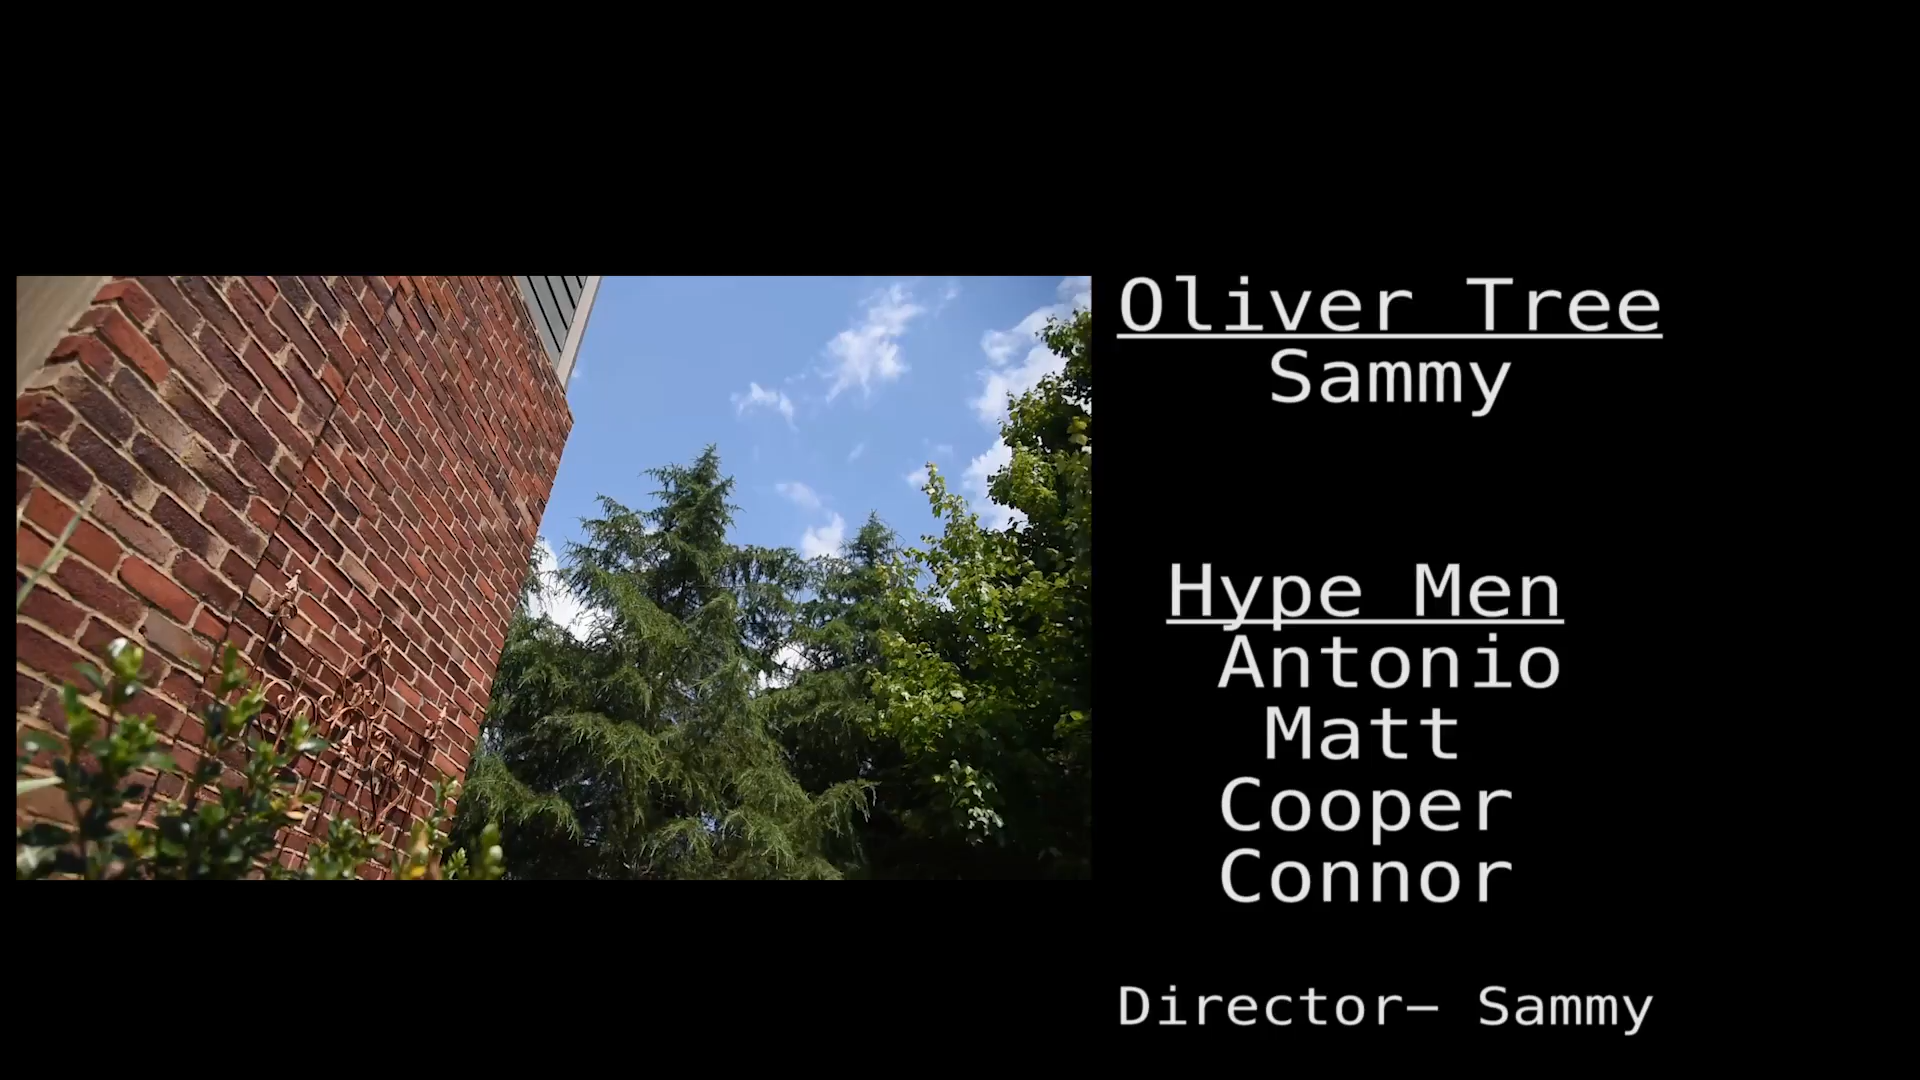 Oliver Tree
Sammy
Hype Men
Antonio
Matt
Cooper
Connor
Director— Sammy